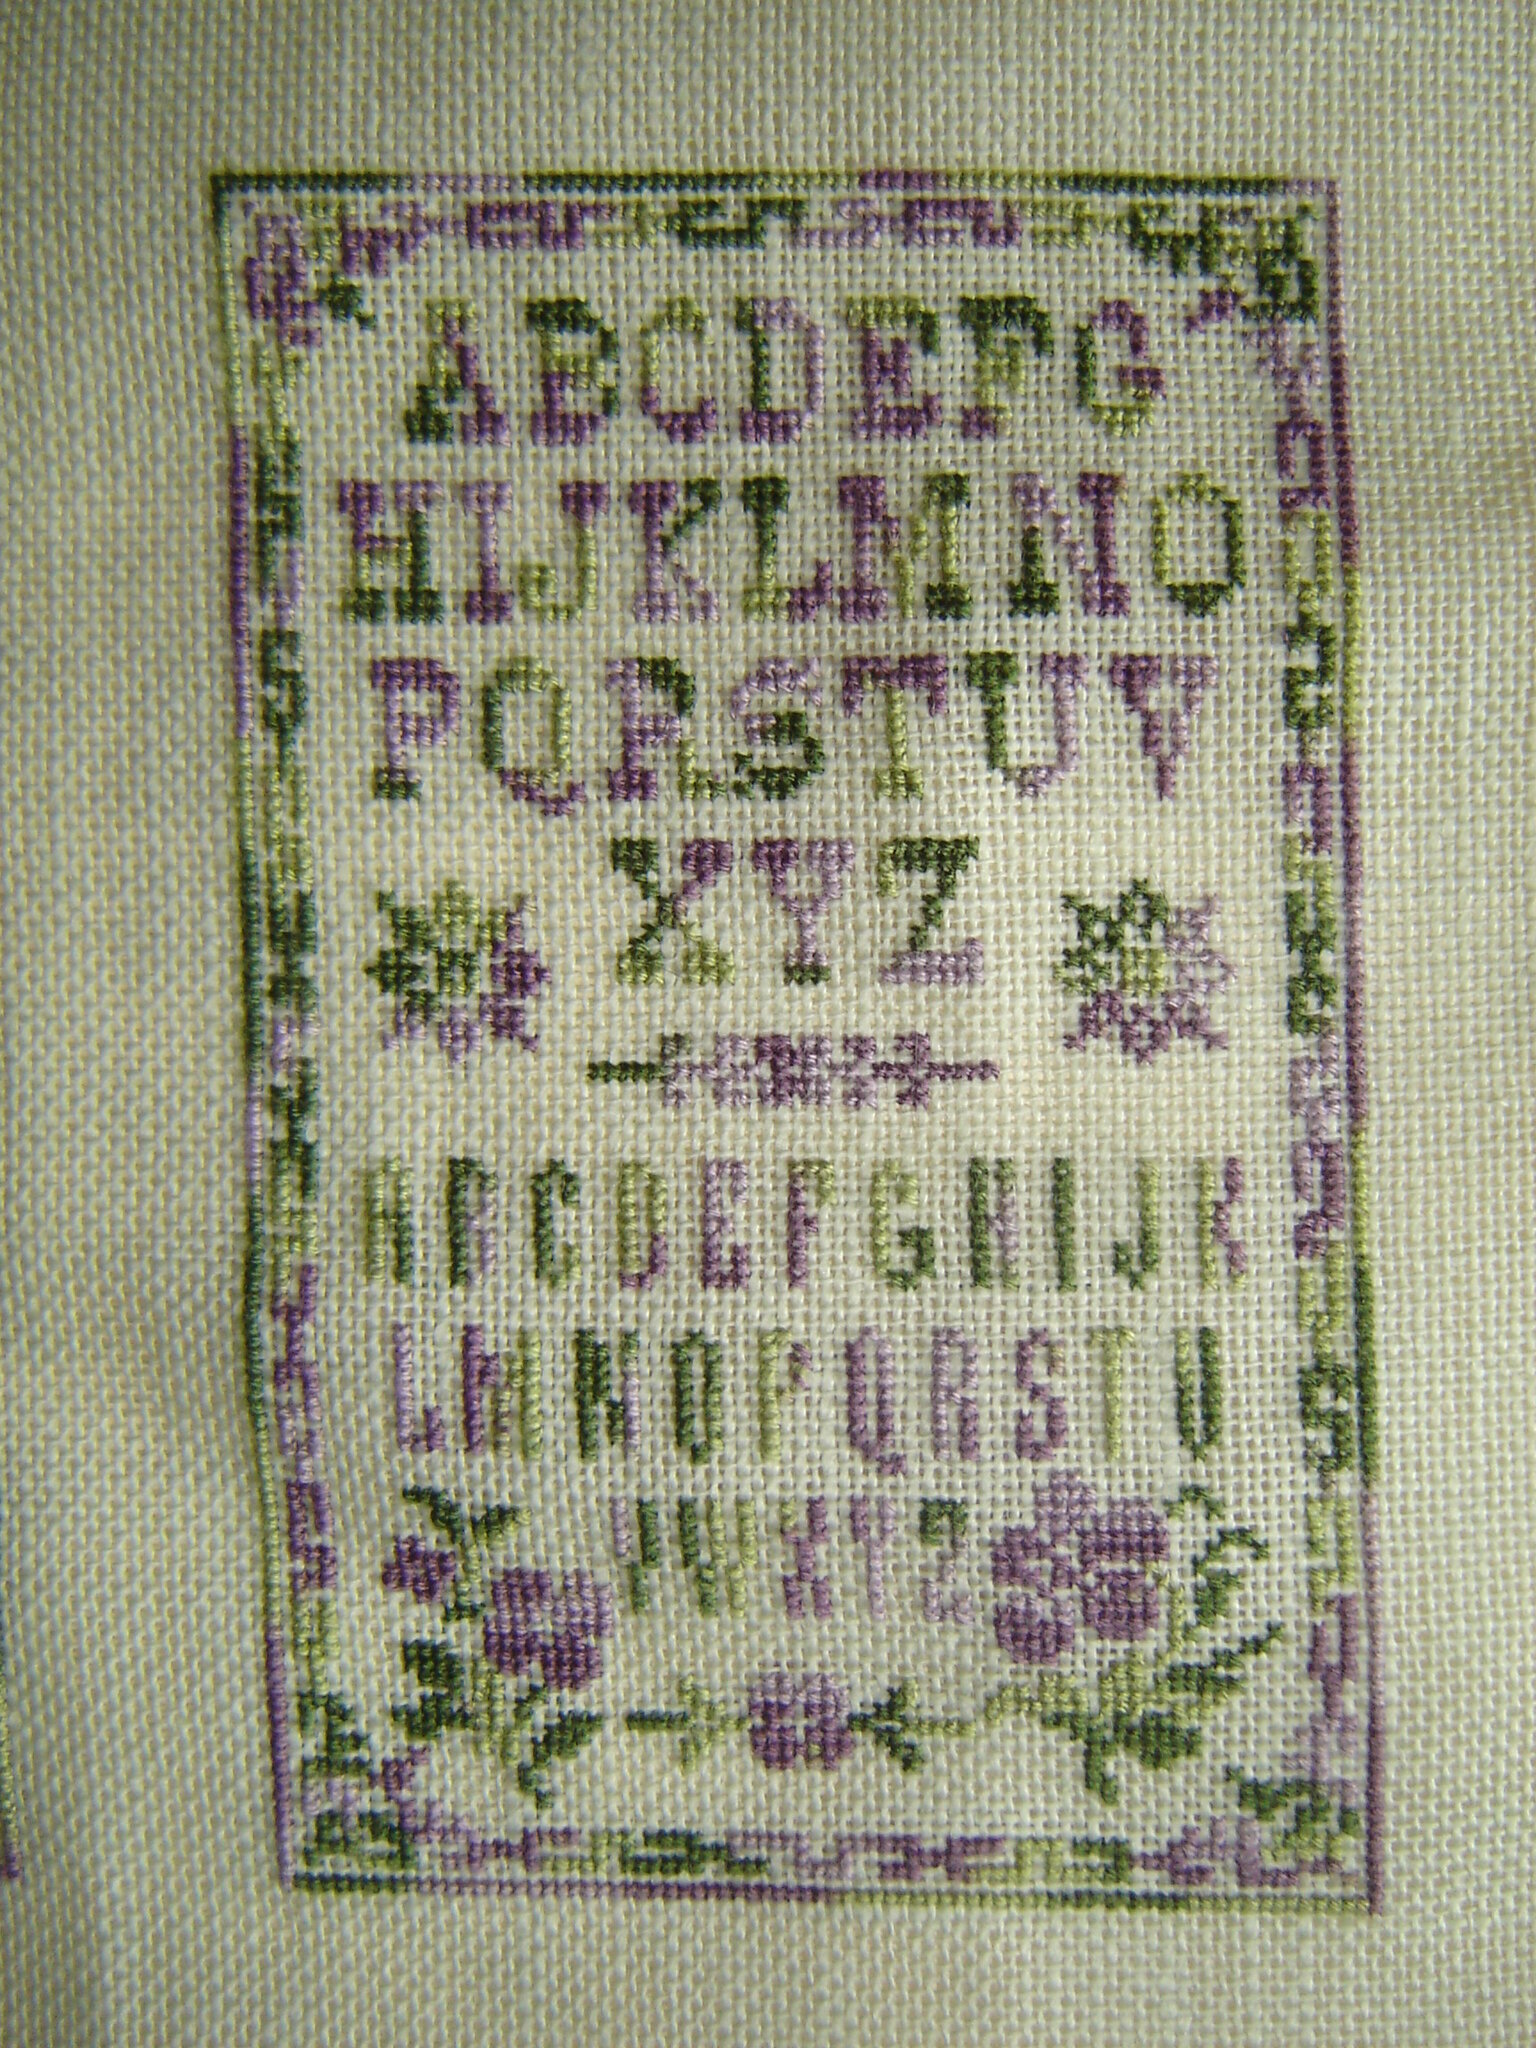 ABCDEFG
HIJKLMNO
PQRSTUV
XYZ
ABCDEFGHIJK
LMNOPQRSTU
VWXYZ